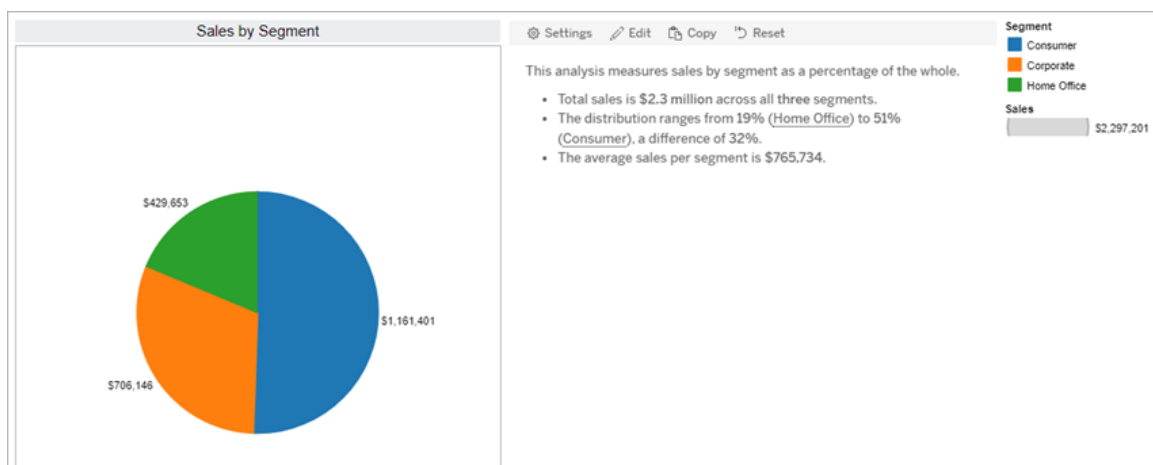 Sales by Segment
$429,653
$1,161,401
$706,146
Settings Edit Copy Reset
This analysis measures sales by segment as a percentage of the whole.
• Total sales is $2.3 million across all three segments.
• The distribution ranges from 19% (Home Office) to 51%
(Consumer), a difference of 32%.
• The average sales per segment is $765,734.
Segment
Consumer
Corporate
Home Office
Sales
$2,297,201